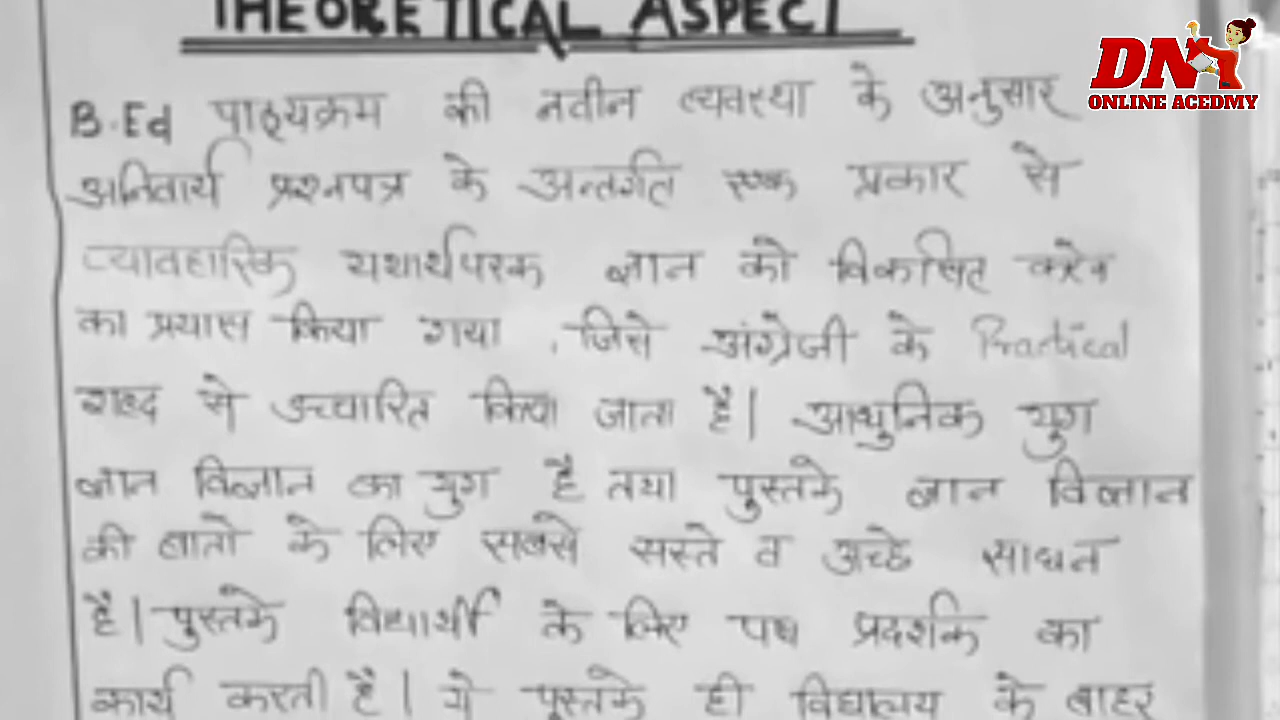 THEORETICAL ASPECT
DN
ONLINE ACEDMY
B.Ed पाठ्यक्रम की नवीन व्यवस्था के अनुसार
अनिवार्य प्रश्नपत्र के अन्तर्गत एक प्रकार से
व्यावहारिक यथार्थपरक ज्ञान को विकसित करने
का प्रयास किया गया , जिसे अंग्रेजी के Practical
शब्द से उच्चारित किया जाता है। आधुनिक युग
ज्ञान विज्ञान का युग है तथा पुस्तके ज्ञान विज्ञान
की बातो के लिए सबसे सस्ते व अच्छे साधन
है। पुस्तके विद्यार्थी के लिए पथ प्रदर्शक का
कार्य करती है। ये पुस्तके ही विद्यालय के बाहर